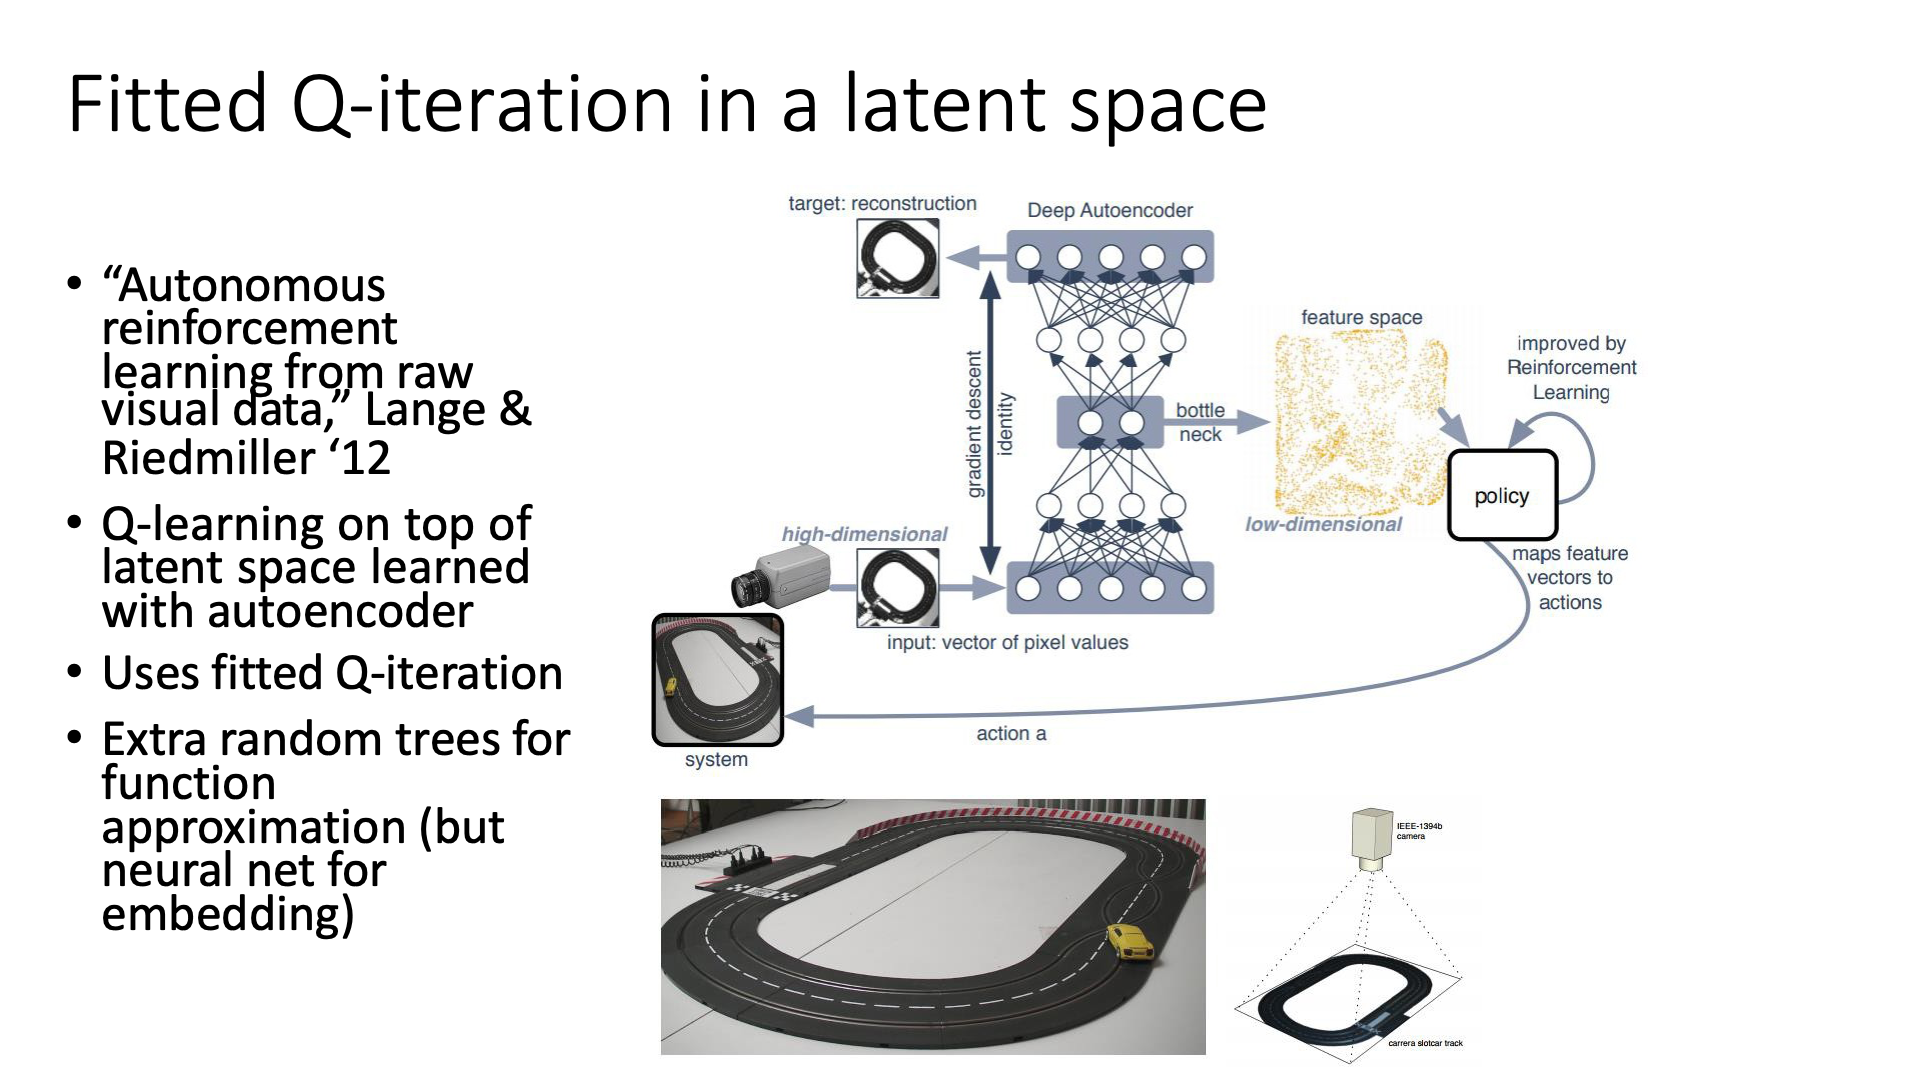 Fitted Q-iteration in a latent space
• “Autonomous
reinforcement
learning from raw
visual data,” Lange &
Riedmiller ‘12
• Q-learning on top of
latent space learned
with autoencoder
• Uses fitted Q-iteration
• Extra random trees for
function
approximation (but
neural net for
embedding)
target: reconstruction
Deep Autoencoder
gradient descent
identity
bottle
neck
feature space
low-dimensional
improved by
Reinforcement
Learning
policy
maps feature
vectors to
actions
high-dimensional
input: vector of pixel values
action a
system
IEEE-1394b
camera
carrera slotcar track